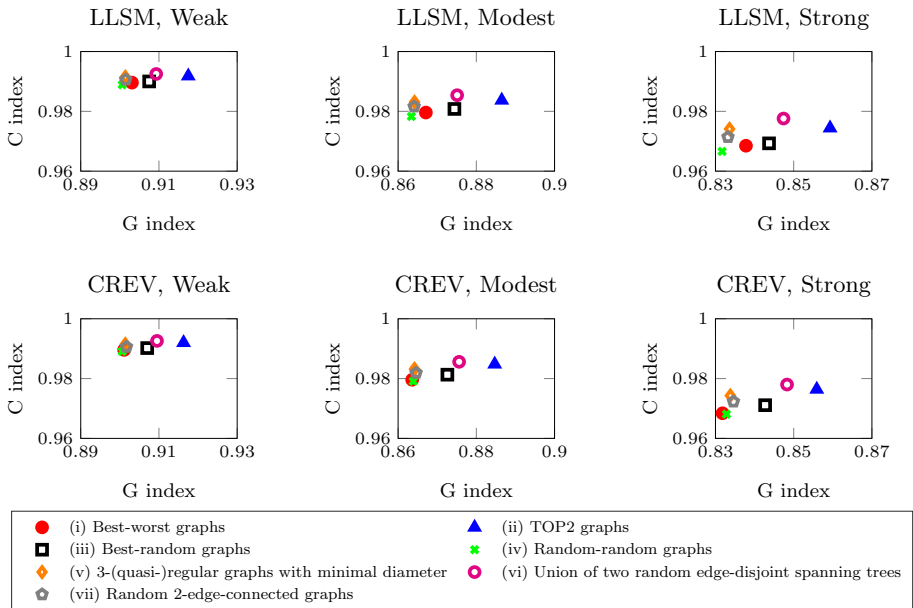 LLSM, Weak
LLSM, Modest
LLSM, Strong
C index
1
0.98
0.96
0.89
0.91
0.93
G index
C index
1
0.98
0.96
0.86
0.88
0.9
G index
C index
1
0.98
0.96
0.83
0.85
0.87
G index
CREV, Weak
CREV, Modest
CREV, Strong
C index
1
0.98
0.96
0.89
0.91
0.93
G index
C index
1
0.98
0.96
0.86
0.88
0.9
G index
C index
1
0.98
0.96
0.83
0.85
0.87
G index
(i) Best-worst graphs
(ii) TOP2 graphs
(iii) Best-random graphs
(iv) Random-random graphs
(v) 3-(quasi-)regular graphs with minimal diameter
(vi) Union of two random edge-disjoint spanning trees
(vii) Random 2-edge-connected graphs